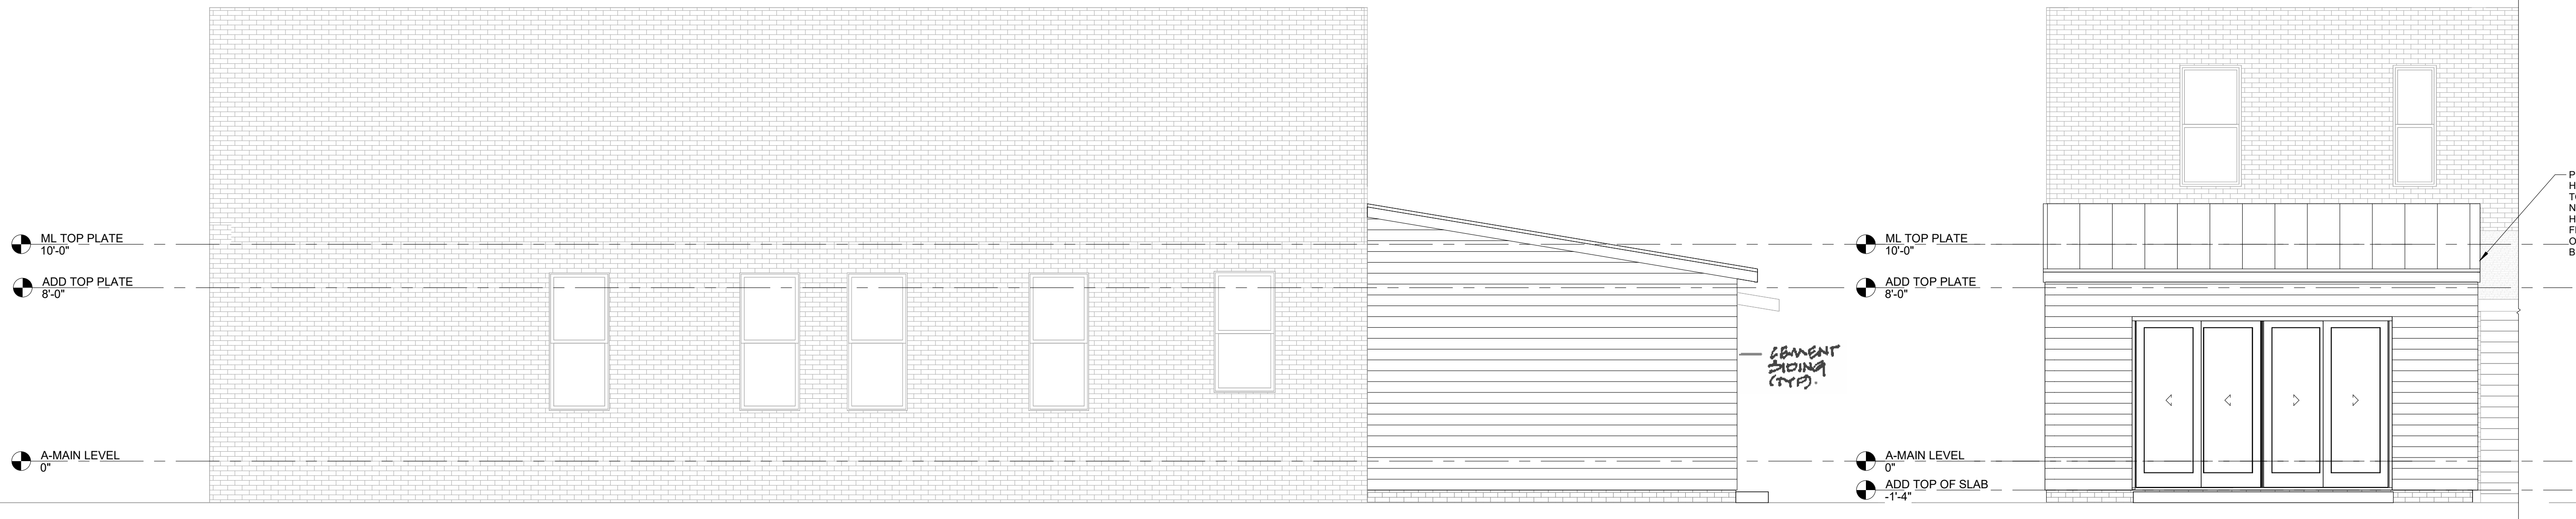 ML TOP PLATE
10'-0"
ADD TOP PLATE
8'-0"
A-MAIN LEVEL
0"
CEMENT
SIDING
(TYP).
ML TOP PLATE
10'-0"
ADD TOP PLATE
8'-0"
A-MAIN LEVEL
0"
ADD TOP OF SLAB
-1'-4"
P
H
TO
N
H
F
O
B